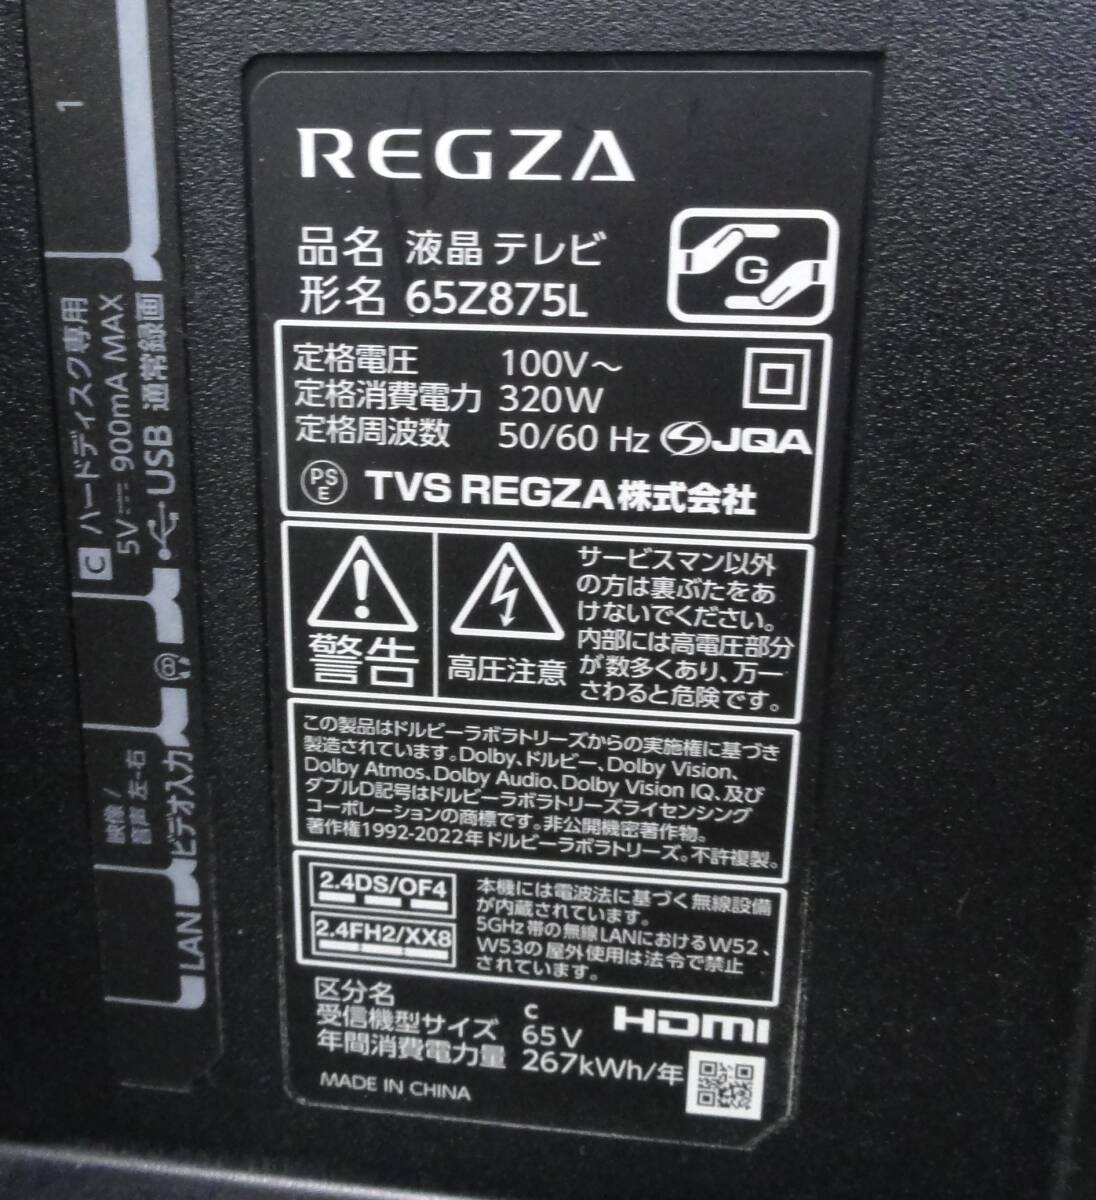 REGZA
品名 液晶テレビ
形名 65Z875L
G
定格電圧 100V～
定格消費電力 320W
定格周波数 50/60 Hz JQA
PS
E
TVS REGZA株式会社
警告
高圧注意
サービスマン以外
の方は裏ぶたをあ
けないでください。
内部には高電圧部分
が数多くあり、万一
さわると危険です。
この製品はドルビーラボラトリーズからの実施権に基づき
製造されています。Dolby、ドルビー、Dolby Vision、
Dolby Atmos、Dolby Audio、Dolby Vision IQ、及び
ダブルD記号はドルビーラボラトリーズライセンシング
コーポレーションの商標です。非公開機密著作物。
著作権1992-2022年ドルビーラボラトリーズ。不許複製。
2.4DS/OF4
2.4FH2/XX8
本機には電波法に基づく無線設備
が内蔵されています。
5GHz帯の無線LANにおけるW52、
W53の屋外使用は法令で禁止
されています。
区分名 C
受信機型サイズ 65V
年間消費電力量 267kWh/年
HDMI
MADE IN CHINA
1
C ハードディスク専用
5V⎓900mA MAX
USB 通常録画
8
映像/
音声 左-右
ビデオ入力
LAN